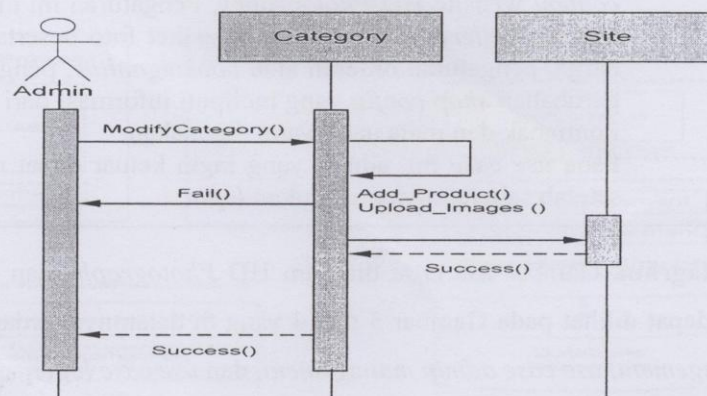 Category
Site
Admin
ModifyCategory()
Fail()
Add_Product()
Upload_Images ()
Success()
Success()